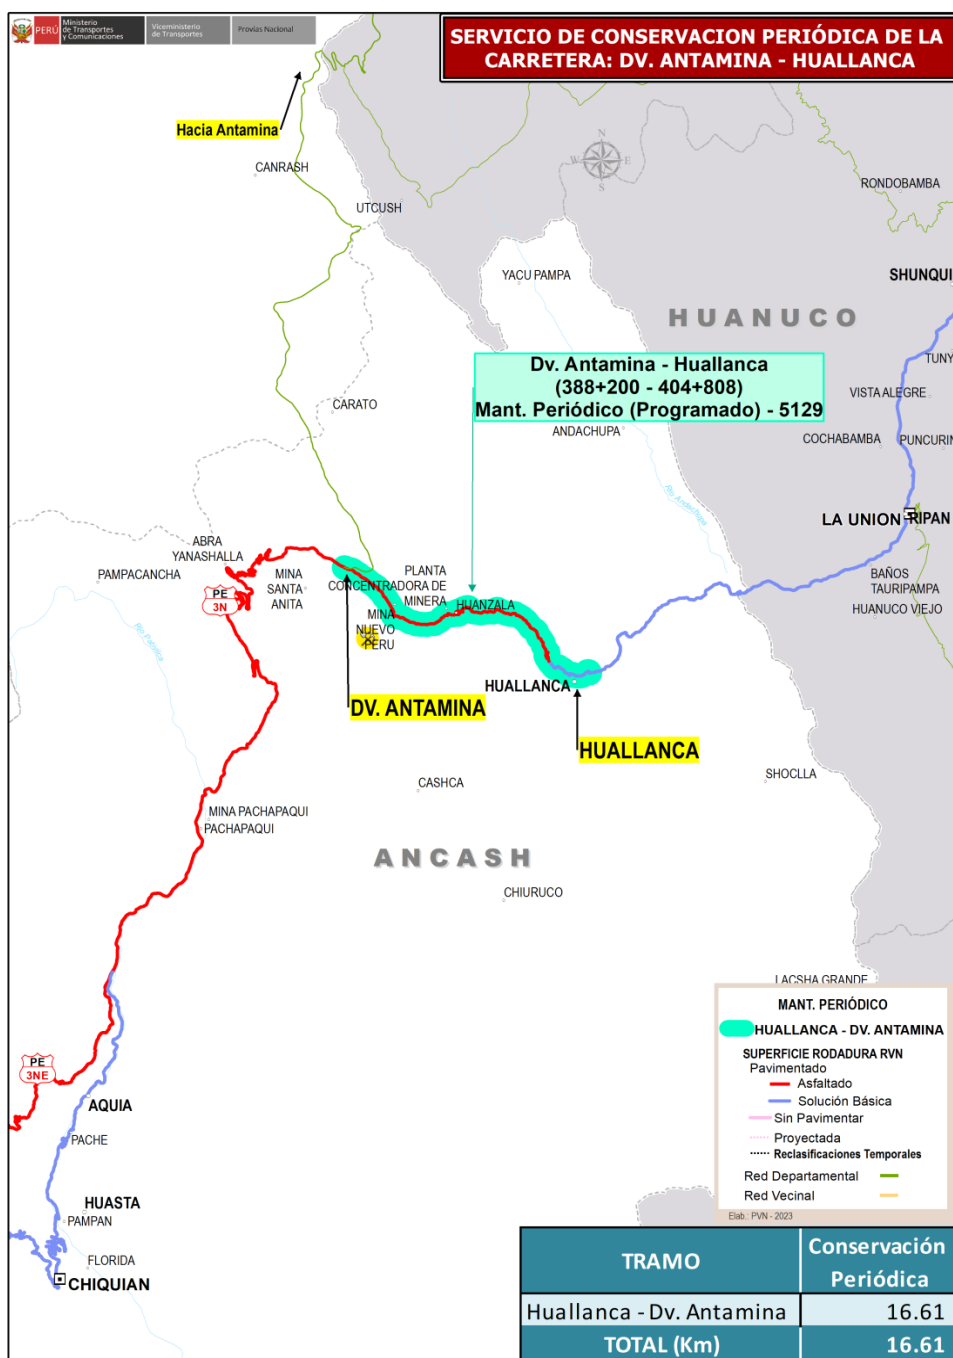 PERÚ
Ministerio
de Transportes
y Comunicaciones
Viceministerio
de Transportes
Provias Nacional
SERVICIO DE CONSERVACION PERIÓDICA DE LA
CARRETERA: DV. ANTAMINA - HUALLANCA
Hacia Antamina
CANRASH
UTCUSH
N
W E
S
RONDOBAMBA
YACU PAMPA
SHUNQUI
HUANUCO
Dv. Antamina - Huallanca
(388+200 - 404+808)
Mant. Periódico (Programado) - 5129
TUNY
VISTA ALEGRE
CARATO
ANDACHUPA
COCHABAMBA
PUNCURIN
Rio Andachupa
LA UNION
RIPAN
ABRA
YANASHALLA
PAMPACANCHA
MINA
SANTA
ANITA
PLANTA
CONCENTRADORA DE
MINERA
HUANZALA
BAÑOS
TAURIPAMPA
HUANUCO VIEJO
PE
3N
MINA
NUEVO
PERU
HUALLANCA
DV. ANTAMINA
HUALLANCA
SHOCLLA
CASHCA
MINA PACHAPAQUI
PACHAPAQUI
ANCASH
CHIURUCO
LACSHA GRANDE
PE
3NE
AQUIA
PACHE
HUASTA
PAMPAN
FLORIDA
CHIQUIAN
MANT. PERIÓDICO
HUALLANCA - DV. ANTAMINA
SUPERFICIE RODADURA RVN
Pavimentado
Asfaltado
Solución Básica
Sin Pavimentar
Proyectada
Reclasificaciones Temporales
Red Departamental
Red Vecinal
Elab.: PVN - 2023
TRAMO
Conservación
Periódica
Huallanca - Dv. Antamina 16.61
TOTAL (Km) 16.61